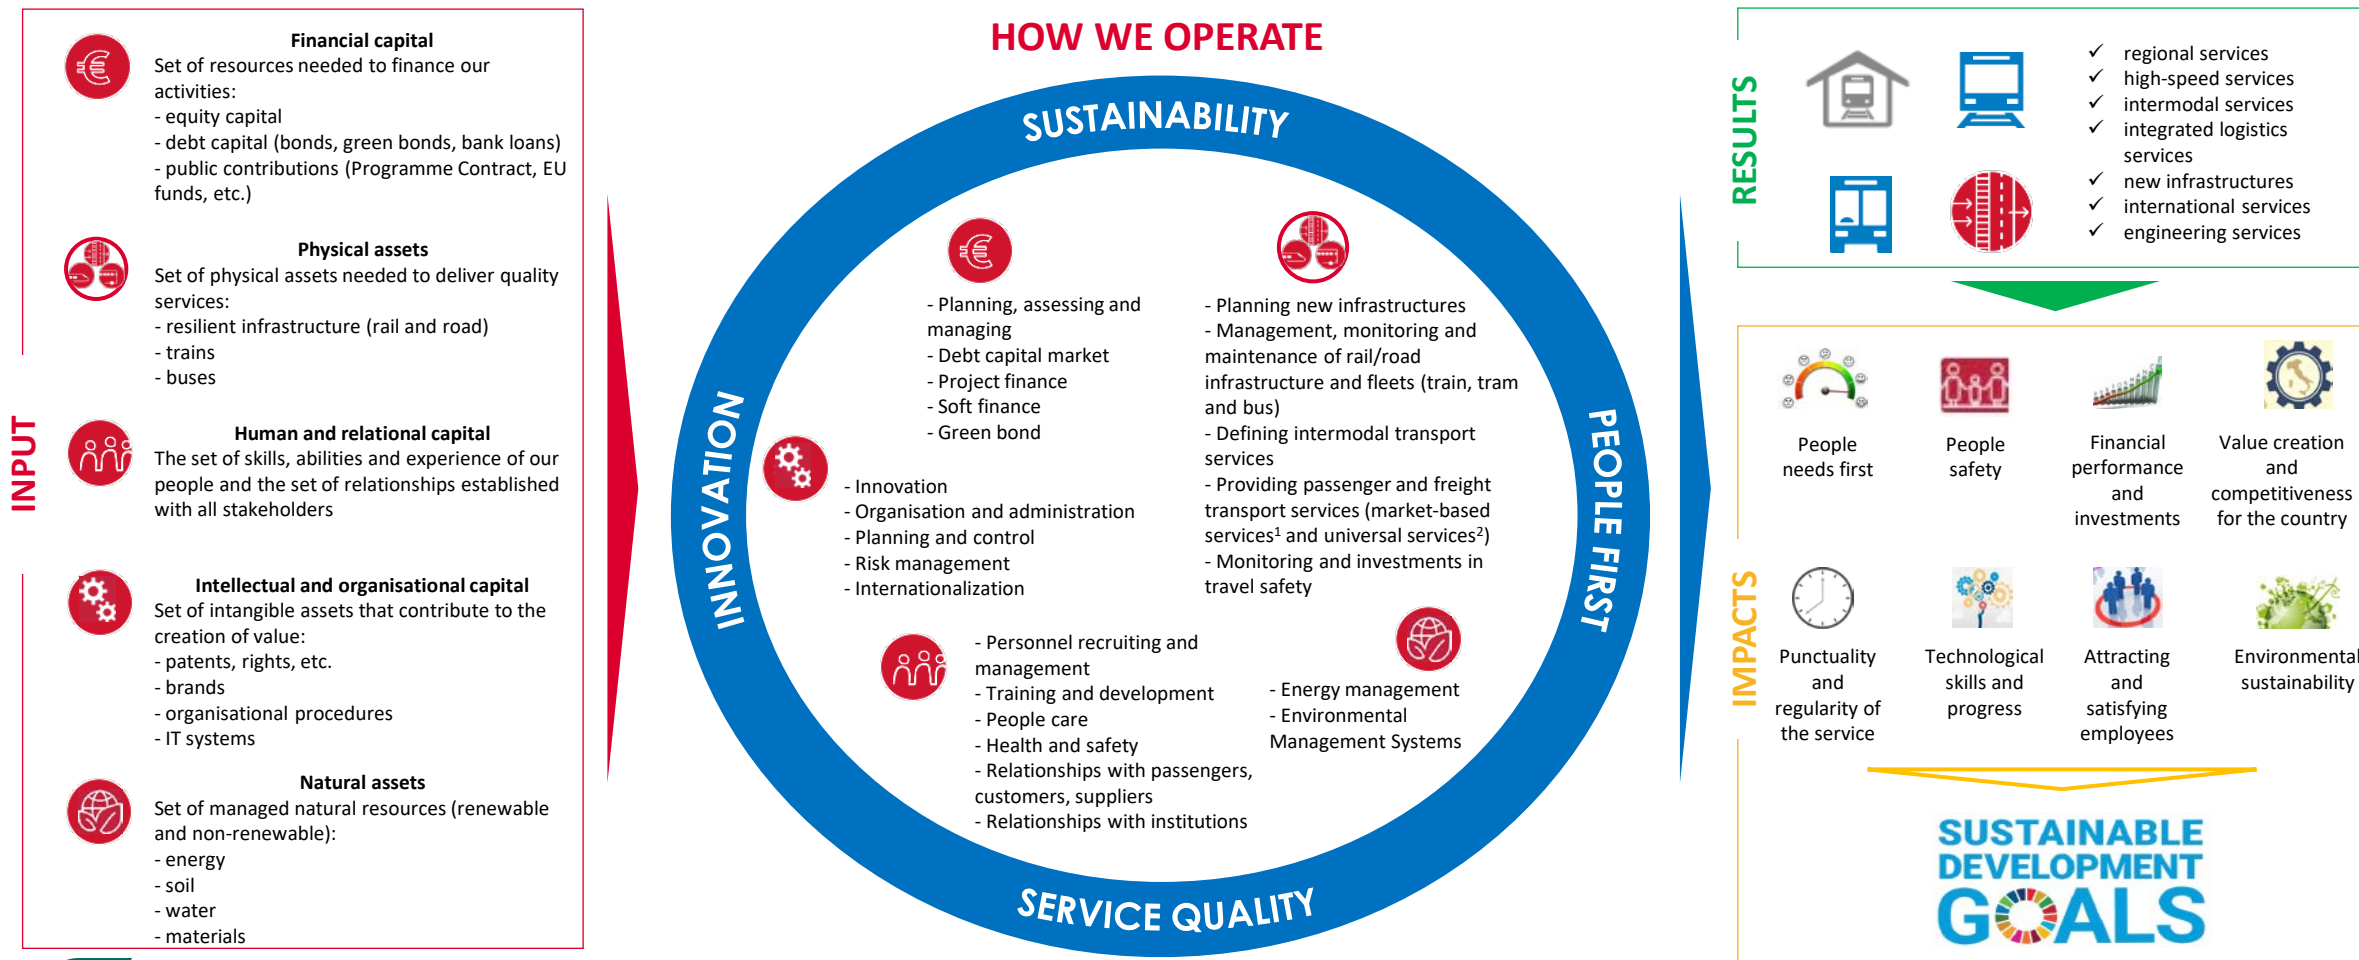 INPUT
Financial capital
Set of resources needed to finance our
activities:
- equity capital
- debt capital (bonds, green bonds, bank loans)
- public contributions (Programme Contract, EU
funds, etc.)
Physical assets
Set of physical assets needed to deliver quality
services:
- resilient infrastructure (rail and road)
- trains
- buses
Human and relational capital
The set of skills, abilities and experience of our
people and the set of relationships established
with all stakeholders
Intellectual and organisational capital
Set of intangible assets that contribute to the
creation of value:
- patents, rights, etc.
- brands
- organisational procedures
- IT systems
Natural assets
Set of managed natural resources (renewable
and non-renewable):
- energy
- soil
- water
- materials
HOW WE OPERATE
SUSTAINABILITY
INNOVATION
PEOPLE FIRST
SERVICE QUALITY
- Planning, assessing and
managing
- Debt capital market
- Project finance
- Soft finance
- Green bond
- Planning new infrastructures
- Management, monitoring and
maintenance of rail/road
infrastructure and fleets (train, tram
and bus)
- Defining intermodal transport
services
- Providing passenger and freight
transport services (market-based
services¹ and universal services²)
- Monitoring and investments in
travel safety
- Innovation
- Organisation and administration
- Planning and control
- Risk management
- Internationalization
- Personnel recruiting and
management
- Training and development
- People care
- Health and safety
- Relationships with passengers,
customers, suppliers
- Relationships with institutions
- Energy management
- Environmental
Management Systems
RESULTS
✓ regional services
✓ high-speed services
✓ intermodal services
✓ integrated logistics
services
✓ new infrastructures
✓ international services
✓ engineering services
IMPACTS
People
needs first
People
safety
Financial
performance
and
investments
Value creation
and
competitiveness
for the country
Punctuality
and
regularity of
the service
Technological
skills and
progress
Attracting
and
satisfying
employees
Environmental
sustainability
SUSTAINABLE
DEVELOPMENT
GOALS